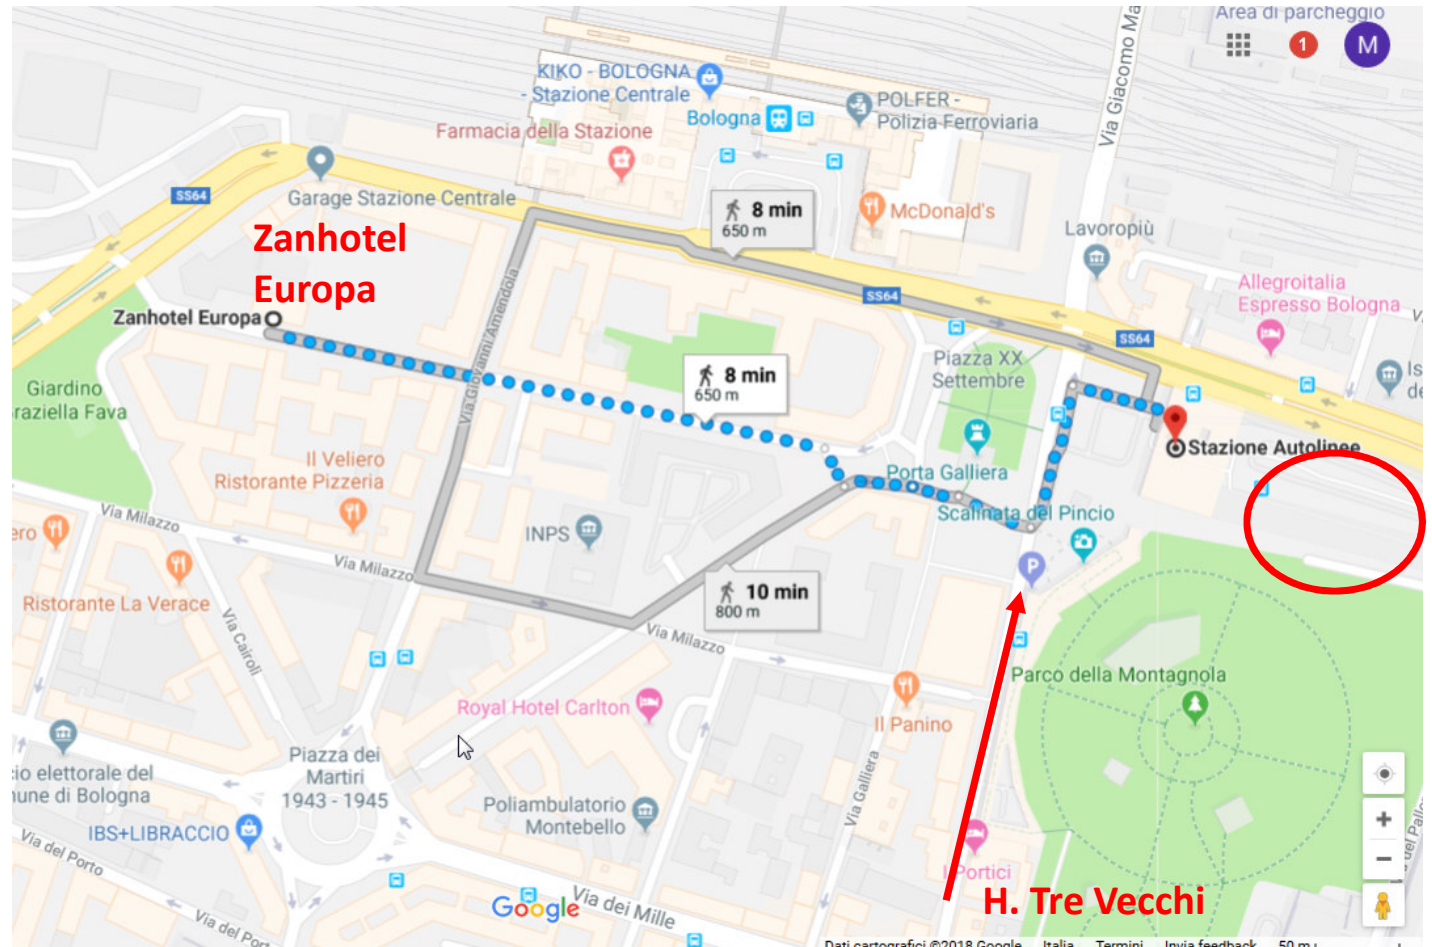 Area di parcheggio
1
M
Via Giacomo Ma
KIKO - BOLOGNA
- Stazione Centrale
POLFER -
Polizia Ferroviaria
Bologna
Farmacia della Stazione
SS64
Garage Stazione Centrale
8 min
650 m
McDonald's
Lavoropiù
Zanhotel
Europa
Allegroitalia
Espresso Bologna
SS64
Zanhotel Europa
SS64
Via Giovanni Amendola
Piazza XX
Settembre
8 min
650 m
Is
de
Giardino
raziella Fava
Stazione Autolinee
Il Veliero
Ristorante Pizzeria
Porta Galliera
Via Milazzo
Scalinata del Pincio
ero
INPS
P
Via Milazzo
10 min
800 m
Ristorante La Verace
Via Cairoli
Via Milazzo
Parco della Montagnola
Royal Hotel Carlton
Il Panino
Piazza dei
Martiri
1943 - 1945
io elettorale del
une di Bologna
Poliambulatorio
Montebello
Via Galliera
IBS+LIBRACCIO
Via del Porto
I Portici
H. Tre Vecchi
Google
Via dei Mille
Via del Port
Dati cartografici ©2018 Google Italia Termini Invia feedback 50 m